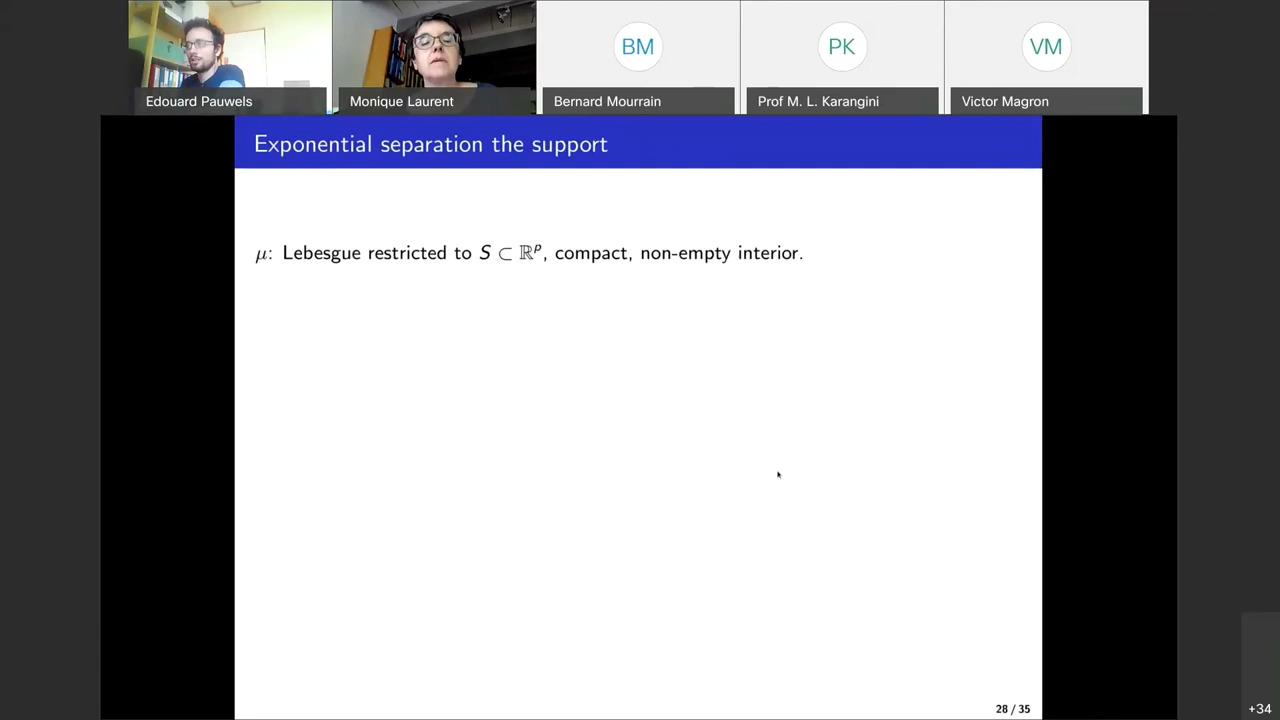 BM
PK
VM
Edouard Pauwels
Monique Laurent
Bernard Mourrain
Prof M. L. Karangini
Victor Magron
Exponential separation the support
μ: Lebesgue restricted to S ⊂ ℝᵖ, compact, non-empty interior.
28 / 35
+34